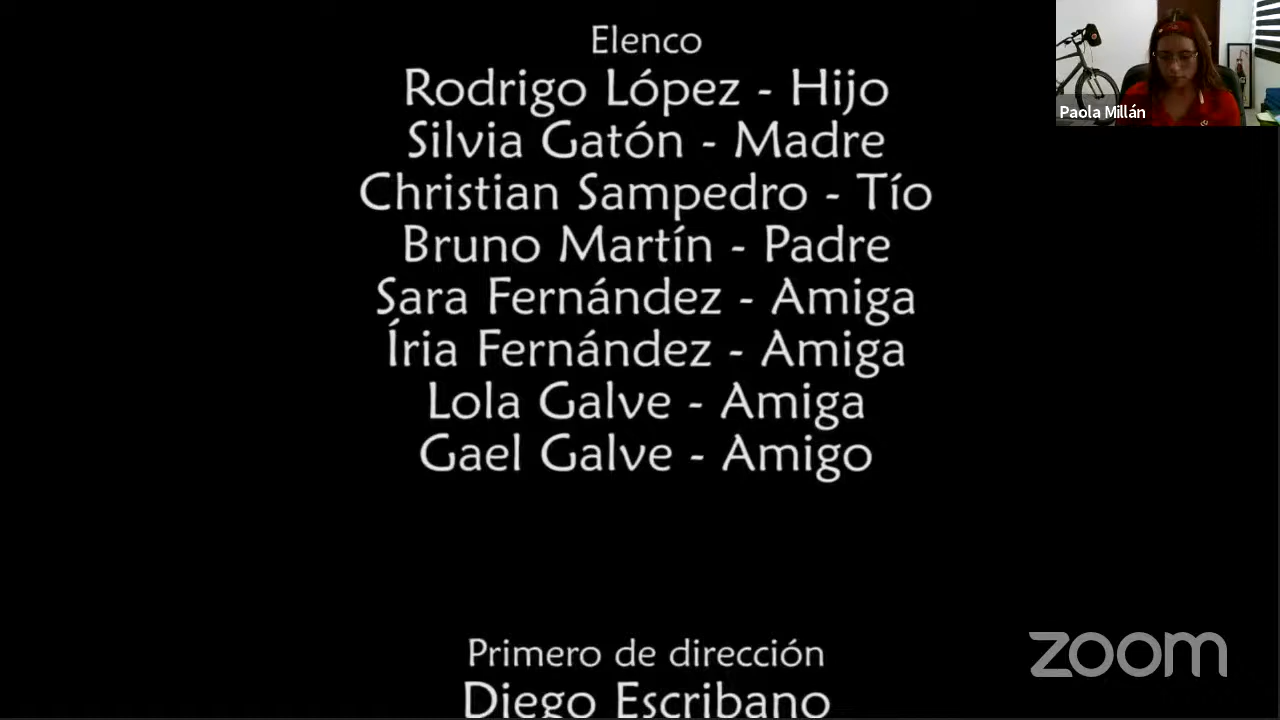 Elenco
Rodrigo López - Hijo
Silvia Gatón - Madre
Christian Sampedro - Tío
Bruno Martín - Padre
Sara Fernández - Amiga
Íria Fernández - Amiga
Lola Galve - Amiga
Gael Galve - Amigo
Primero de dirección
Diego Escribano
Paola Millán
zoom